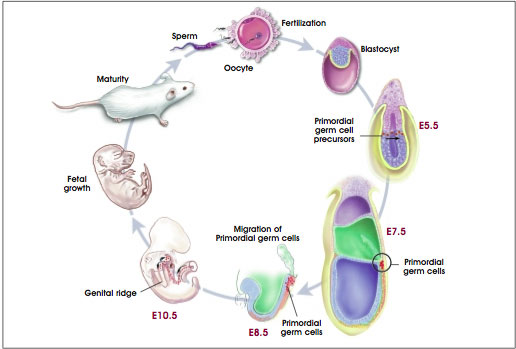 Fertilization
Sperm
Oocyte
Blastocyst
Primordial
germ cell
precursors
E5.5
E7.5
Primordial
germ cells
Migration of
Primordial germ cells
Primordial
germ cells
E8.5
Genital ridge
E10.5
Fetal
growth
Maturity